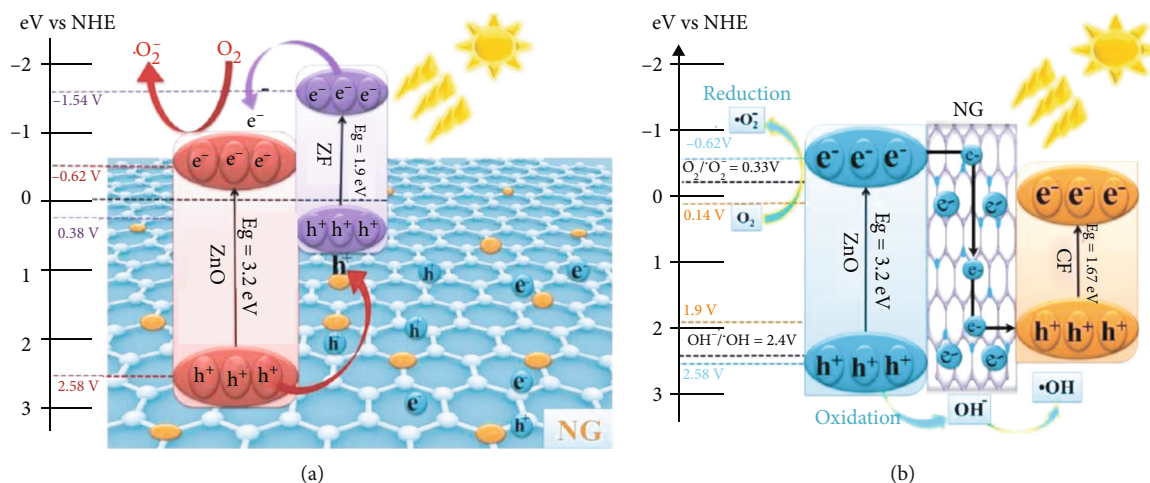 eV vs NHE
·O₂⁻
O₂
−2
−1.54 V
−1
−0.62 V
0
0.38 V
1
2
2.58 V
3
e⁻
e⁻ e⁻ e⁻
ZF
Eg = 1.9 eV
h⁺ h⁺ h⁺
h⁺
e⁻ e⁻ e⁻
ZnO
Eg = 3.2 eV
h⁺ h⁺ h⁺
h
e⁻
e⁻
h
h
e⁻
e⁻
h
NG
(a)
eV vs NHE
−2
Reduction
•O₂⁻
−1
−0.62V
O₂/·O₂⁻ = 0.33V
0
0.14 V
O₂
1
1.9 V
2
OH⁻/·OH = 2.4V
2.58 V
3
e⁻ e⁻ e⁻
ZnO
Eg = 3.2 eV
h⁺ h⁺ h⁺
NG
e-
e- e-
e-
e-
e- e-
e⁻ e⁻ e⁻
CF
Eg = 1.67 eV
h⁺ h⁺ h⁺
Oxidation
OH⁻
•OH
(b)